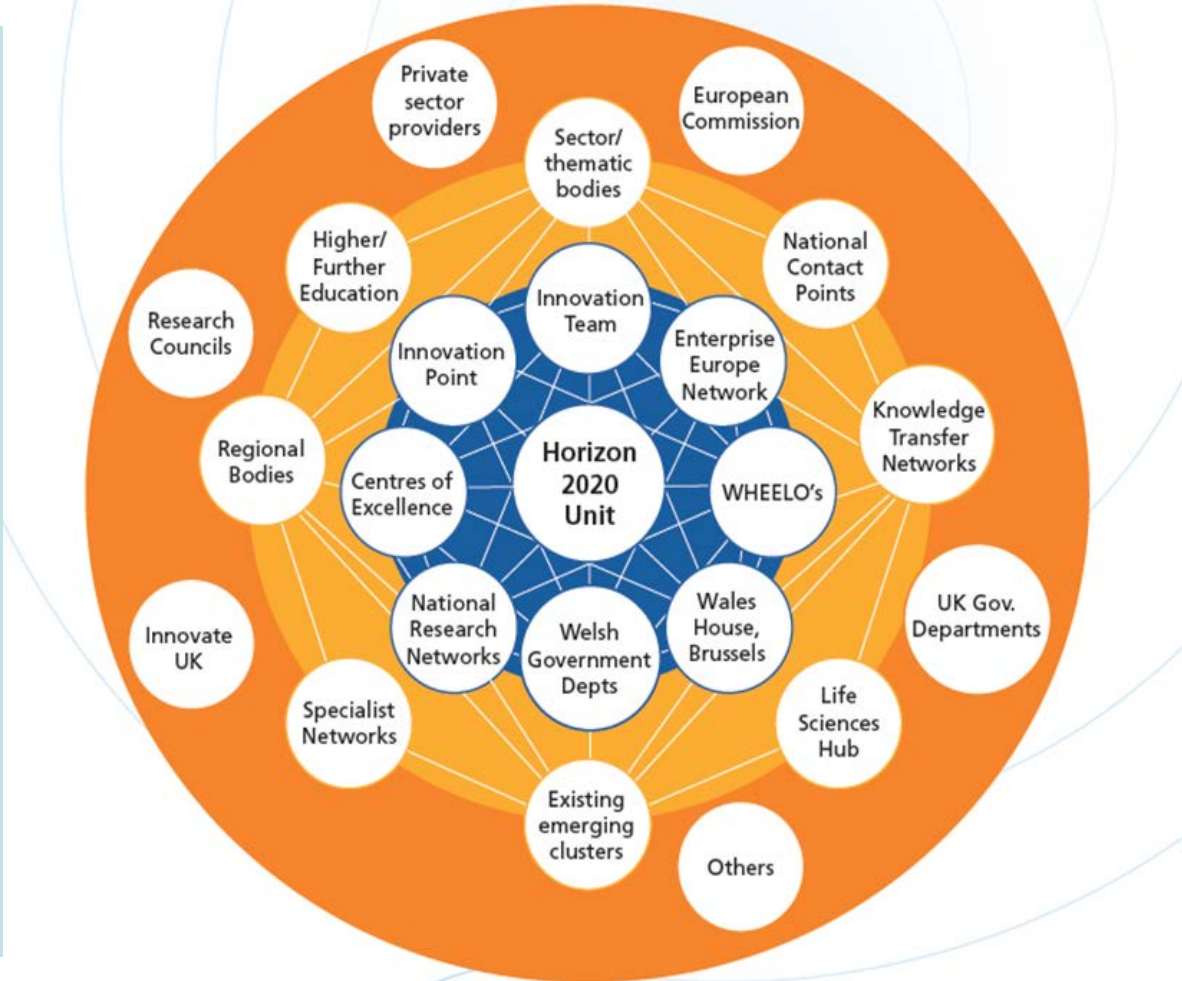 Private
sector
providers
European
Commission
Sector/
thematic
bodies
Higher/
Further
Education
National
Contact
Points
Research
Councils
Innovation
Team
Innovation
Point
Enterprise
Europe
Network
Knowledge
Transfer
Networks
Regional
Bodies
Centres of
Excellence
Horizon
2020
Unit
WHEELO's
National
Research
Networks
Welsh
Government
Depts
Wales
House,
Brussels
UK Gov.
Departments
Innovate
UK
Specialist
Networks
Life
Sciences
Hub
Existing
emerging
clusters
Others